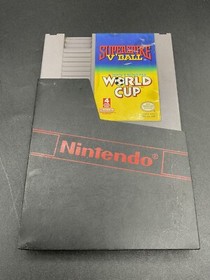 SUPER SPIKE
V'BALL
WORLD
CUP
Nintendo